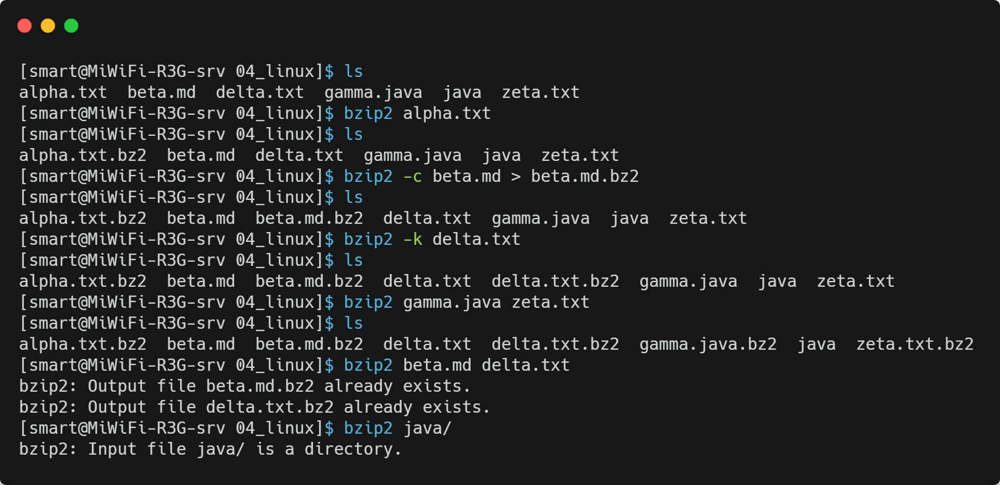 [smart@MiWiFi-R3G-srv 04_linux]$ ls
alpha.txt  beta.md  delta.txt  gamma.java  java  zeta.txt
[smart@MiWiFi-R3G-srv 04_linux]$ bzip2 alpha.txt
[smart@MiWiFi-R3G-srv 04_linux]$ ls
alpha.txt.bz2  beta.md  delta.txt  gamma.java  java  zeta.txt
[smart@MiWiFi-R3G-srv 04_linux]$ bzip2 -c beta.md > beta.md.bz2
[smart@MiWiFi-R3G-srv 04_linux]$ ls
alpha.txt.bz2  beta.md  beta.md.bz2  delta.txt  gamma.java  java  zeta.txt
[smart@MiWiFi-R3G-srv 04_linux]$ bzip2 -k delta.txt
[smart@MiWiFi-R3G-srv 04_linux]$ ls
alpha.txt.bz2  beta.md  beta.md.bz2  delta.txt  delta.txt.bz2  gamma.java  java  zeta.txt
[smart@MiWiFi-R3G-srv 04_linux]$ bzip2 gamma.java zeta.txt
[smart@MiWiFi-R3G-srv 04_linux]$ ls
alpha.txt.bz2  beta.md  beta.md.bz2  delta.txt  delta.txt.bz2  gamma.java.bz2  java  zeta.txt.bz2
[smart@MiWiFi-R3G-srv 04_linux]$ bzip2 beta.md delta.txt
bzip2: Output file beta.md.bz2 already exists.
bzip2: Output file delta.txt.bz2 already exists.
[smart@MiWiFi-R3G-srv 04_linux]$ bzip2 java/
bzip2: Input file java/ is a directory.